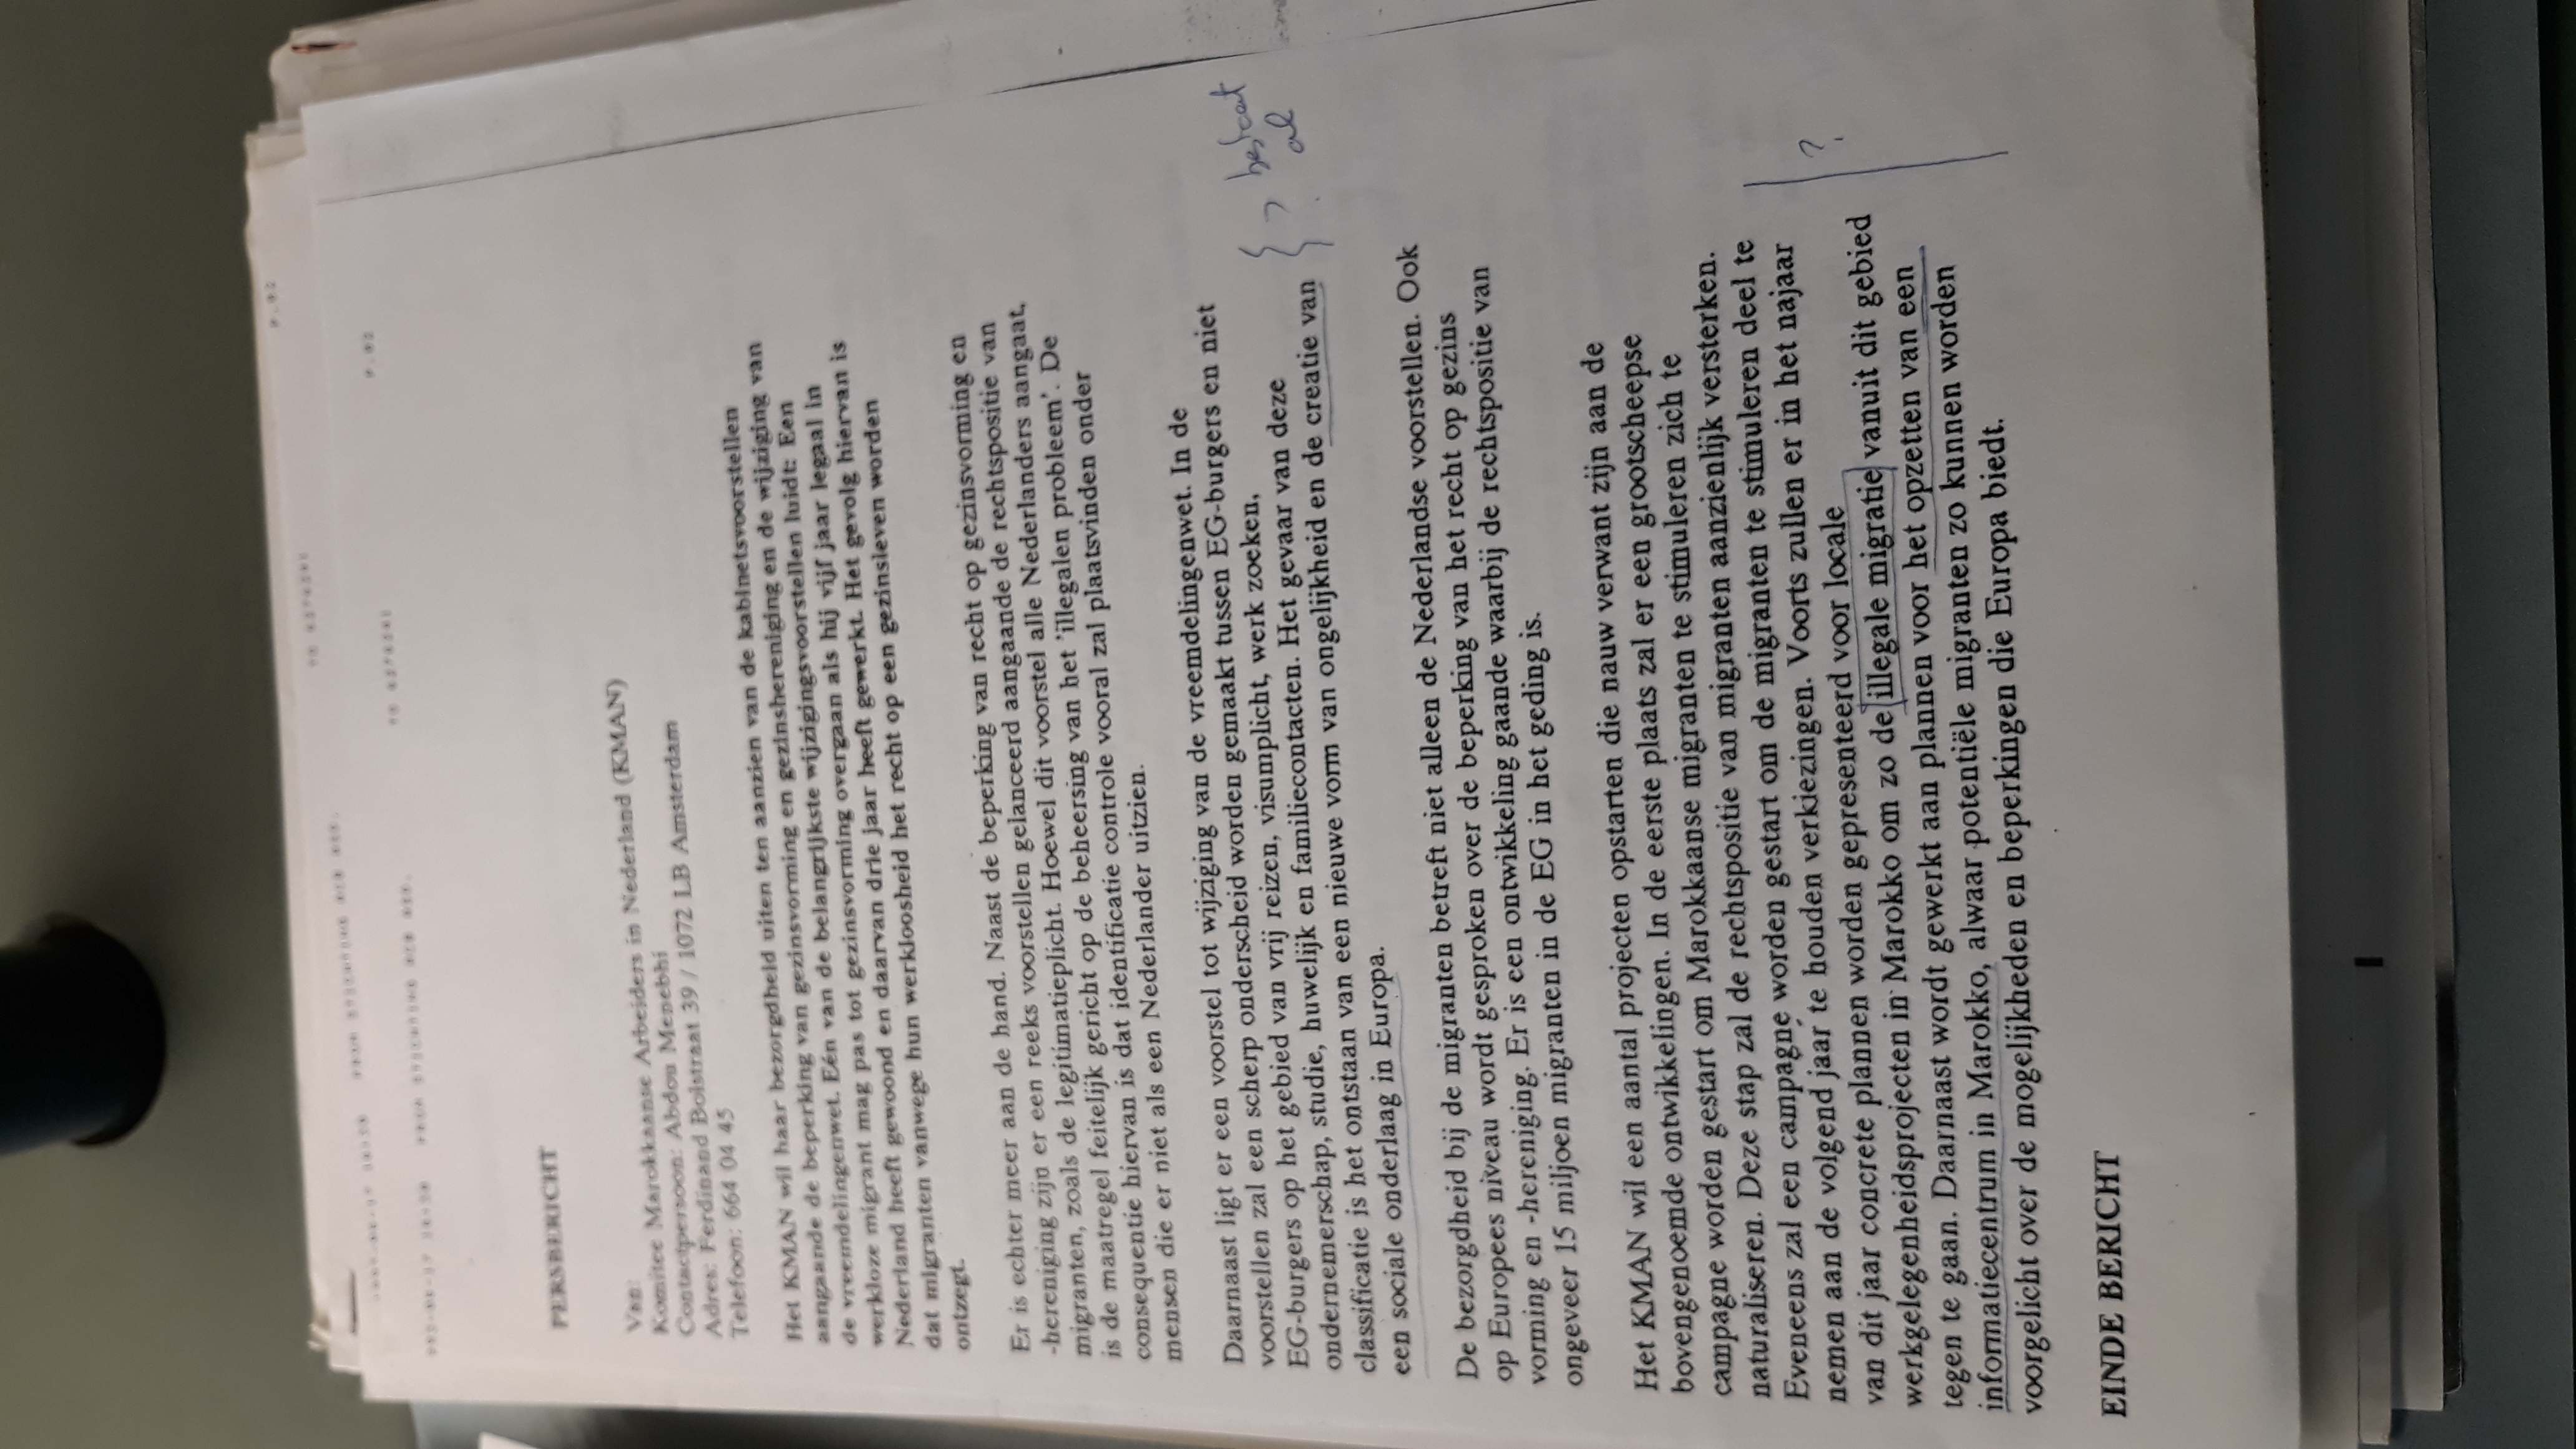 P.02
FROM STICHTING MCB
P.02
FROM STICHTING MCB
PERSBERICHT
Van:
Komitee Marokkaanse Arbeiders in Nederland (KMAN)
Contactpersoon: Abdou Menebhi
Adres: Ferdinand Bolstraat 39 / 1072 LB Amsterdam
Telefoon: 664 04 45
Het KMAN wil haar bezorgdheid uiten ten aanzien van de kabinetsvoorstellen
aangaande de beperking van gezinsvorming en gezinshereniging en de wijziging van
de vreemdelingenwet. Eén van de belangrijkste wijzigingsvoorstellen luidt: Een
werkloze migrant mag pas tot gezinsvorming overgaan als hij vijf jaar legaal in
Nederland heeft gewoond en daarvan drie jaar heeft gewerkt. Het gevolg hiervan is
dat migranten vanwege hun werkloosheid het recht op een gezinsleven worden
ontzegt.
Er is echter meer aan de hand. Naast de beperking van recht op gezinsvorming en
-hereniging zijn er een reeks voorstellen gelanceerd aangaande de rechtspositie van
migranten, zoals de legitimatieplicht. Hoewel dit voorstel alle Nederlanders aangaat,
is de maatregel feitelijk gericht op de beheersing van het 'illegalen probleem'. De
consequentie hiervan is dat identificatie controle vooral zal plaatsvinden onder
mensen die er niet als een Nederlander uitzien.
Daarnaast ligt er een voorstel tot wijziging van de vreemdelingenwet. In de
voorstellen zal een scherp onderscheid worden gemaakt tussen EG-burgers en niet
EG-burgers op het gebied van vrij reizen, visumplicht, werk zoeken,
ondernemerschap, studie, huwelijk en familiecontacten. Het gevaar van deze
classificatie is het ontstaan van een nieuwe vorm van ongelijkheid en de creatie van
een sociale onderlaag in Europa.
bestaat
al
De bezorgdheid bij de migranten betreft niet alleen de Nederlandse voorstellen. Ook
op Europees niveau wordt gesproken over de beperking van het recht op gezins
vorming en -hereniging. Er is een ontwikkeling gaande waarbij de rechtspositie van
ongeveer 15 miljoen migranten in de EG in het geding is.
Het KMAN wil een aantal projecten opstarten die nauw verwant zijn aan de
bovengenoemde ontwikkelingen. In de eerste plaats zal er een grootscheepse
campagne worden gestart om Marokkaanse migranten te stimuleren zich te
naturaliseren. Deze stap zal de rechtspositie van migranten aanzienlijk versterken.
Eveneens zal een campagne worden gestart om de migranten te stimuleren deel te
nemen aan de volgend jaar te houden verkiezingen. Voorts zullen er in het najaar
van dit jaar concrete plannen worden gepresenteerd voor locale
werkgelegenheidsprojecten in Marokko om zo de illegale migratie vanuit dit gebied
tegen te gaan. Daarnaast wordt gewerkt aan plannen voor het opzetten van een
informatiecentrum in Marokko, alwaar potentiële migranten zo kunnen worden
voorgelicht over de mogelijkheden en beperkingen die Europa biedt.
?
EINDE BERICHT